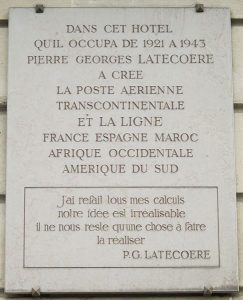 DANS CET HOTEL
QU'IL OCCUPA DE 1921 A 1943
PIERRE GEORGES LATECOERE
A CREE
LA POSTE AERIENNE
TRANSCONTINENTALE
ET LA LIGNE
FRANCE ESPAGNE MAROC
AFRIQUE OCCIDENTALE
AMERIQUE DU SUD
J'ai refait tous mes calculs
notre idée est irréalisable
il ne nous reste qu'une chose à faire
la réaliser
P.G. LATECOERE